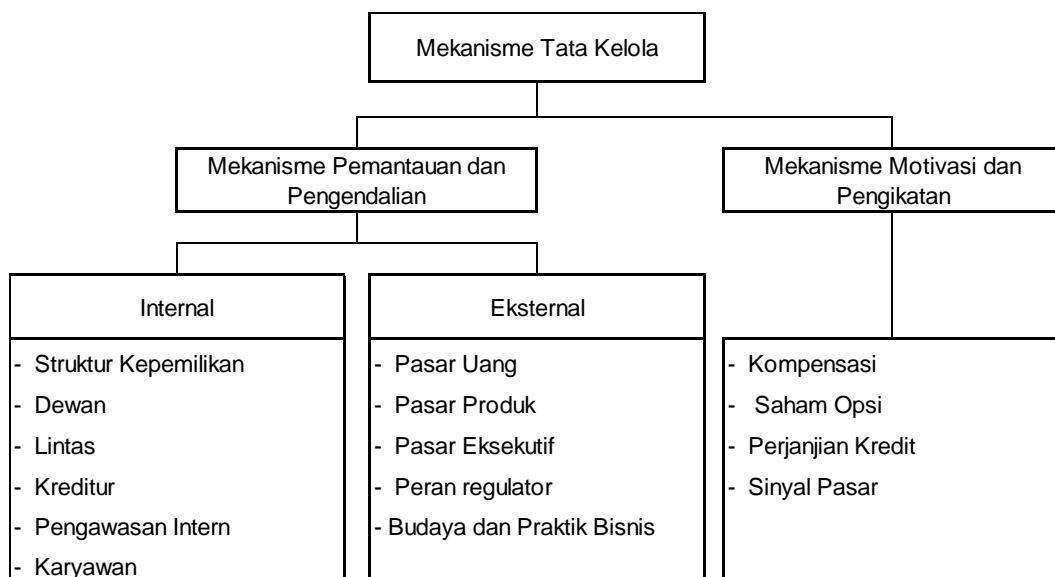 Mekanisme Tata Kelola
Mekanisme Pemantauan dan
Pengendalian
Mekanisme Motivasi dan
Pengikatan
Internal
- Struktur Kepemilikan
- Dewan
- Lintas
- Kreditur
- Pengawasan Intern
- Karyawan
Eksternal
- Pasar Uang
- Pasar Produk
- Pasar Eksekutif
- Peran regulator
- Budaya dan Praktik Bisnis
- Kompensasi
- Saham Opsi
- Perjanjian Kredit
- Sinyal Pasar